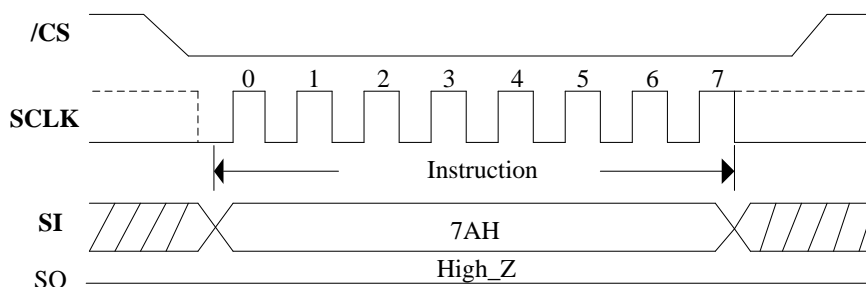 /CS
0 1 2 3 4 5 6 7
SCLK
Instruction
SI
7AH
High_Z
SO